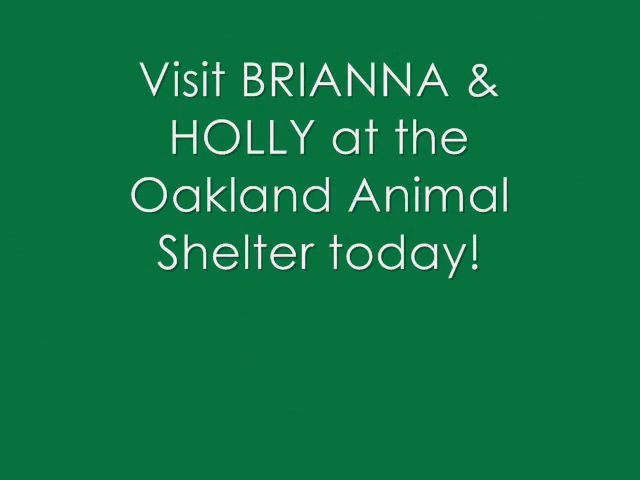 Visit BRIANNA &
HOLLY at the
Oakland Animal
Shelter today!